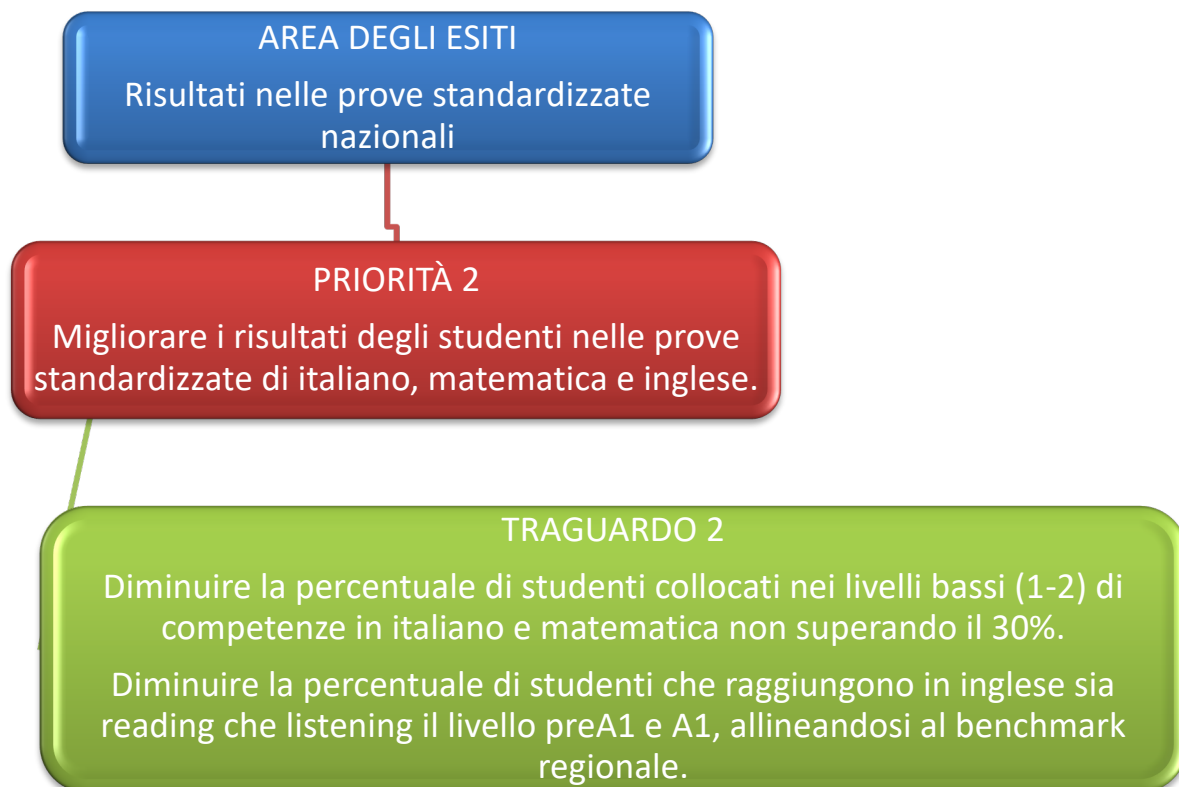 AREA DEGLI ESITI
Risultati nelle prove standardizzate
nazionali
PRIORITÀ 2
Migliorare i risultati degli studenti nelle prove
standardizzate di italiano, matematica e inglese.
TRAGUARDO 2
Diminuire la percentuale di studenti collocati nei livelli bassi (1-2) di
competenze in italiano e matematica non superando il 30%.
Diminuire la percentuale di studenti che raggiungono in inglese sia
reading che listening il livello preA1 e A1, allineandosi al benchmark
regionale.